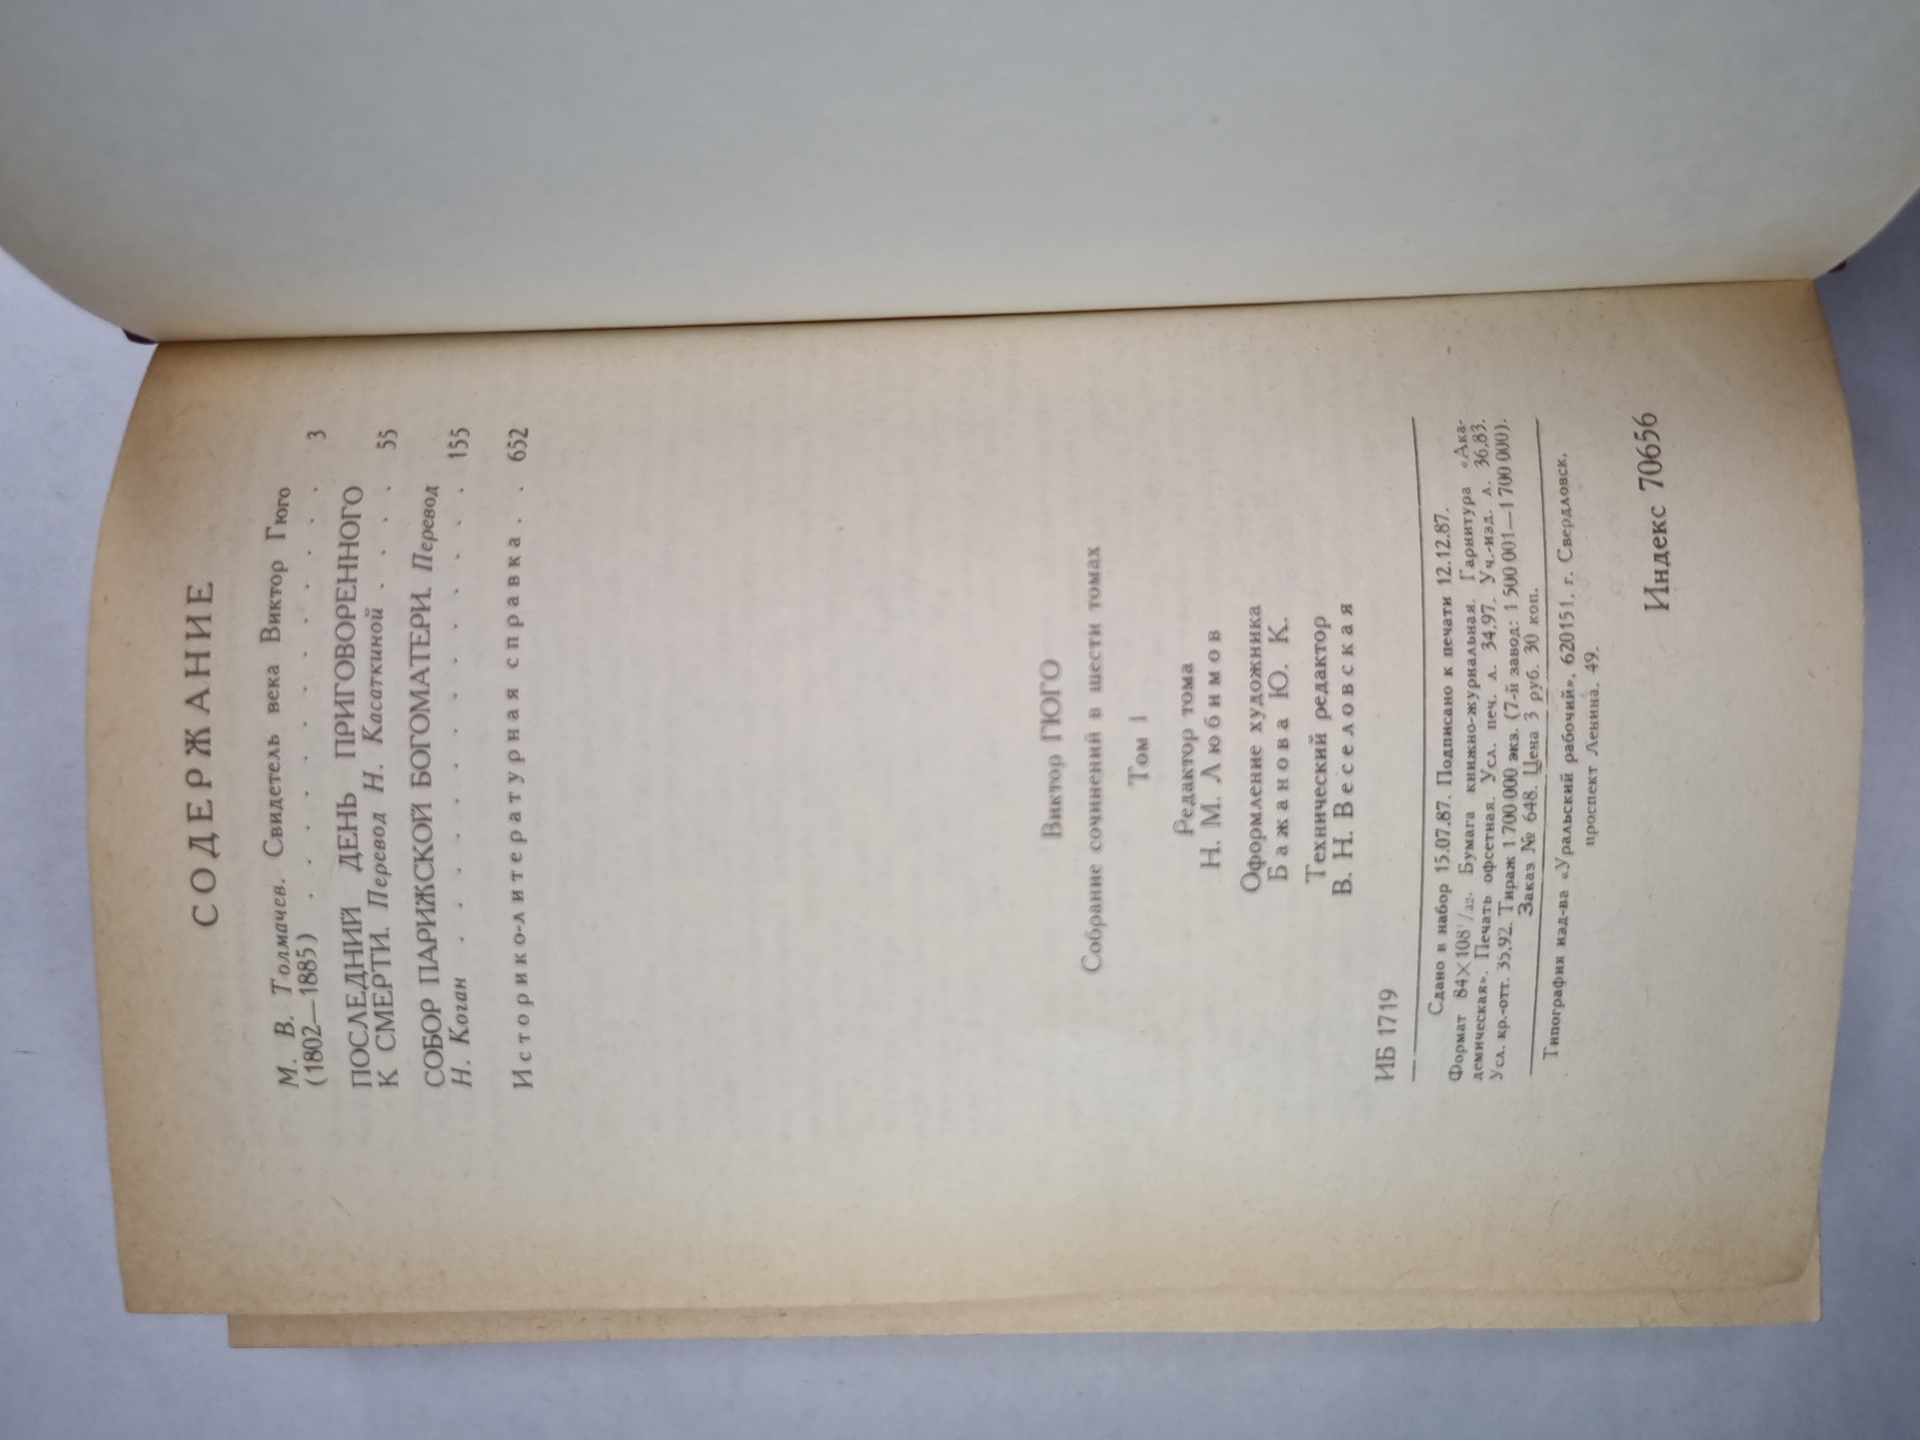 СОДЕРЖАНИЕ
М. В. Толмачев. Свидетель века Виктор Гюго
(1802—1885) . . . . . . . . . . . 3
ПОСЛЕДНИЙ ДЕНЬ ПРИГОВОРЕННОГО
К СМЕРТИ. Перевод Н. Касаткиной . . . . 55
СОБОР ПАРИЖСКОЙ БОГОМАТЕРИ. Перевод
Н. Коган . . . . . . . . . . . . 155
Историко-литературная справка . . 652
Виктор ГЮГО
Собрание сочинений в шести томах
Том 1
Редактор тома
Н. М. Любимов
Оформление художника
Бажанова Ю. К.
Технический редактор
В. Н. Веселовская
ИБ 1719
Сдано в набор 15.07.87. Подписано к печати 12.12.87.
Формат 84×108¹/₃₂. Бумага книжно-журнальная. Гарнитура «Ака-
демическая». Печать офсетная. Усл. печ. л. 34,97. Уч.-изд. л. 36,83.
Усл. кр.-отт. 35,92. Тираж 1 700 000 экз. (7-й завод: 1 500 001—1 700 000).
Заказ № 648. Цена 3 руб. 30 коп.
Типография изд-ва «Уральский рабочий», 620151, г. Свердловск,
проспект Ленина, 49.
Индекс 70656